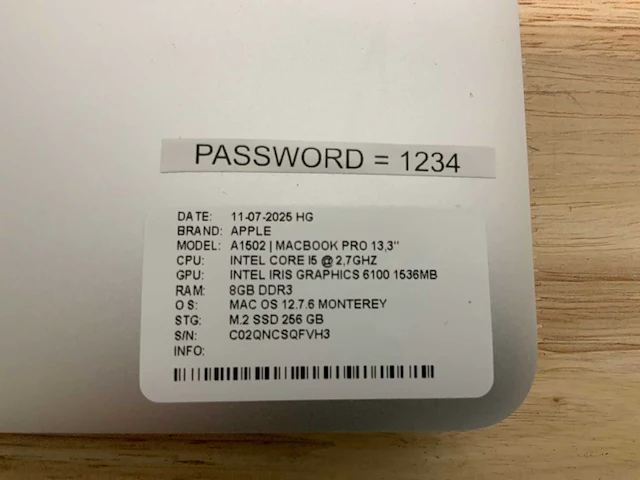 PASSWORD = 1234
DATE: 11-07-2025 HG
BRAND: APPLE
MODEL: A1502 | MACBOOK PRO 13,3"
CPU: INTEL CORE I5 @ 2,7GHZ
GPU: INTEL IRIS GRAPHICS 6100 1536MB
RAM: 8GB DDR3
OS: MAC OS 12.7.6 MONTEREY
STG: M.2 SSD 256 GB
S/N: C02QNCSQFVH3
INFO: